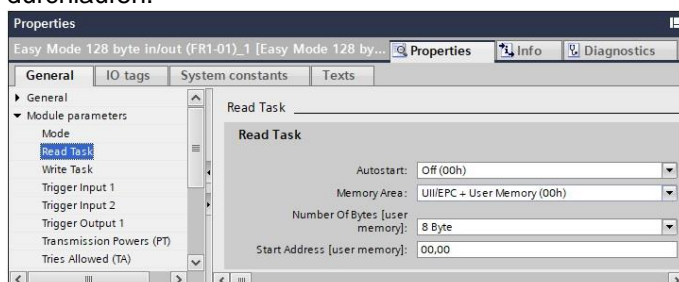 durchlaufen.
Properties
Easy Mode 128 byte in/out (FR1-01)_1 [Easy Mode 128 by... Properties Info Diagnostics
General IO tags System constants Texts
General
Module parameters
Mode
Read Task
Write Task
Trigger Input 1
Trigger Input 2
Trigger Output 1
Transmission Powers (PT)
Tries Allowed (TA)
Read Task
Read Task
Autostart: Off (00h)
Memory Area: UII/EPC + User Memory (00h)
Number Of Bytes [user
memory]: 8 Byte
Start Address [user memory]: 00,00